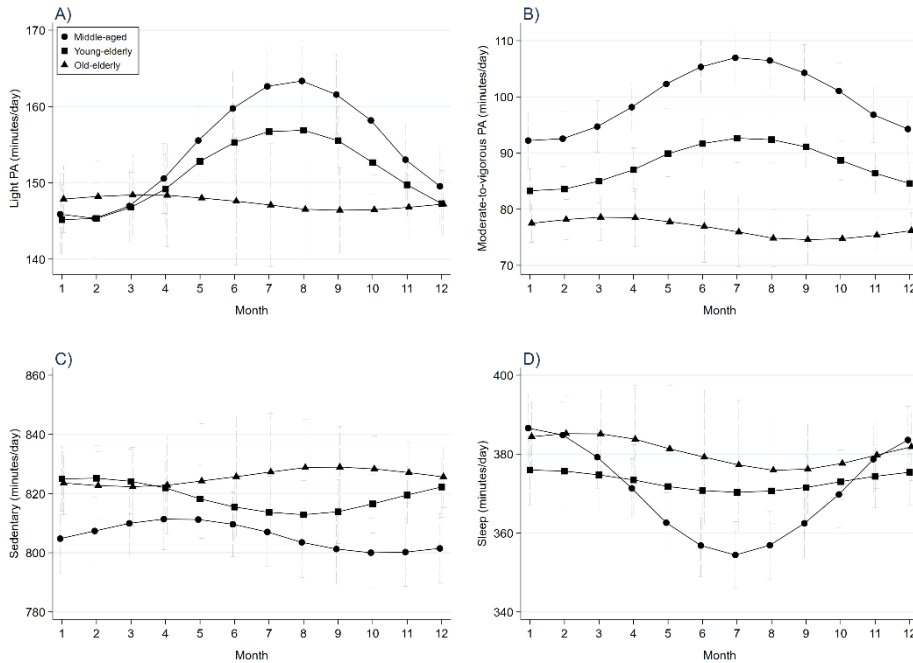 A)
Light PA (minutes/day)
170
160
150
140
Middle-aged
Young-elderly
Old-elderly
1 2 3 4 5 6 7 8 9 10 11 12
Month
B)
Moderate-to-vigorous PA (minutes/day)
110
100
90
80
70
1 2 3 4 5 6 7 8 9 10 11 12
Month
C)
Sedentary (minutes/day)
860
840
820
800
780
1 2 3 4 5 6 7 8 9 10 11 12
Month
D)
Sleep (minutes/day)
400
380
360
340
1 2 3 4 5 6 7 8 9 10 11 12
Month